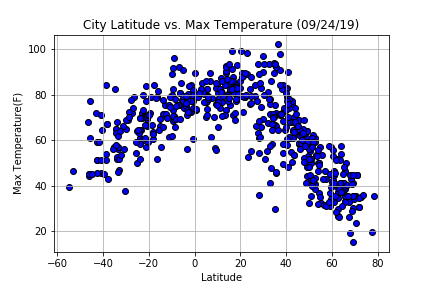 City Latitude vs. Max Temperature (09/24/19)
100
80
60
40
20
Max Temperature(F)
−60 −40 −20 0 20 40 60 80
Latitude